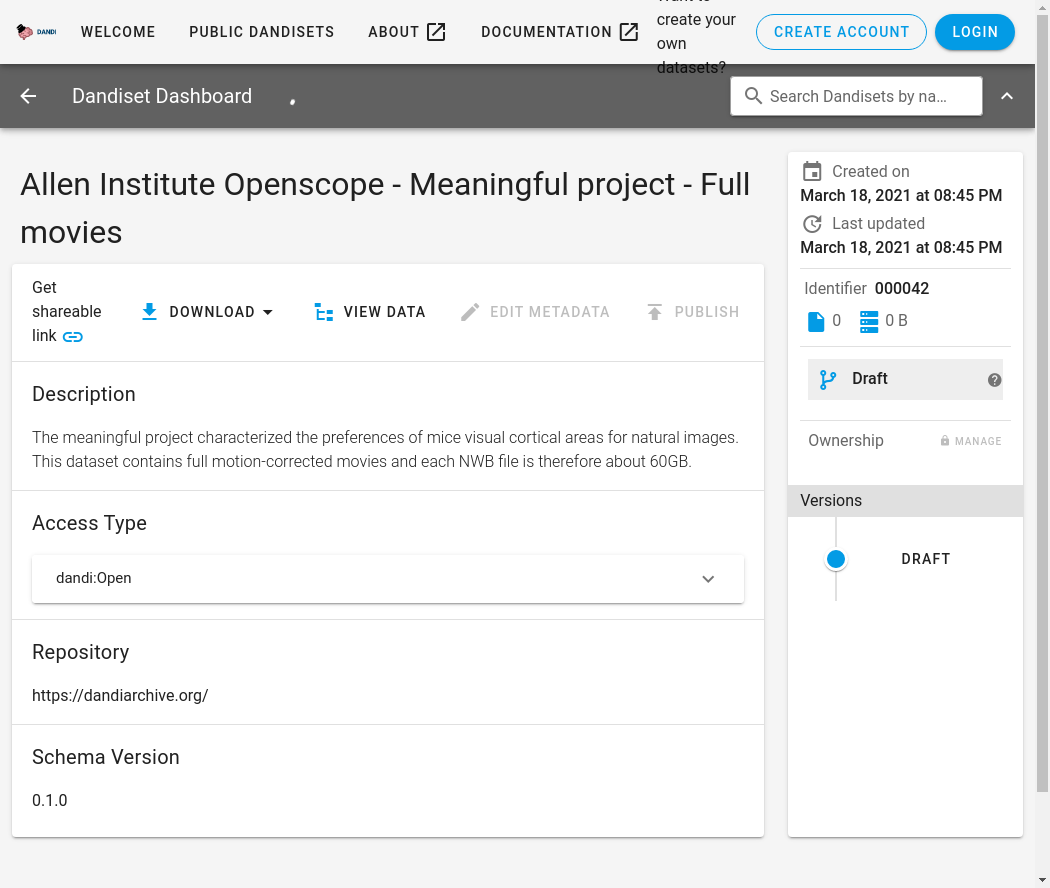 DANDI
WELCOME
PUBLIC DANDISETS
ABOUT
DOCUMENTATION
create your
own
datasets?
CREATE ACCOUNT
LOGIN
Dandiset Dashboard
Search Dandisets by na…
Allen Institute Openscope - Meaningful project - Full
movies
Get
shareable
link
DOWNLOAD
VIEW DATA
EDIT METADATA
PUBLISH
Description
The meaningful project characterized the preferences of mice visual cortical areas for natural images.
This dataset contains full motion-corrected movies and each NWB file is therefore about 60GB.
Access Type
dandi:Open
Repository
https://dandiarchive.org/
Schema Version
0.1.0
Created on
March 18, 2021 at 08:45 PM
Last updated
March 18, 2021 at 08:45 PM
Identifier 000042
0 0 B
Draft
Ownership MANAGE
Versions
DRAFT